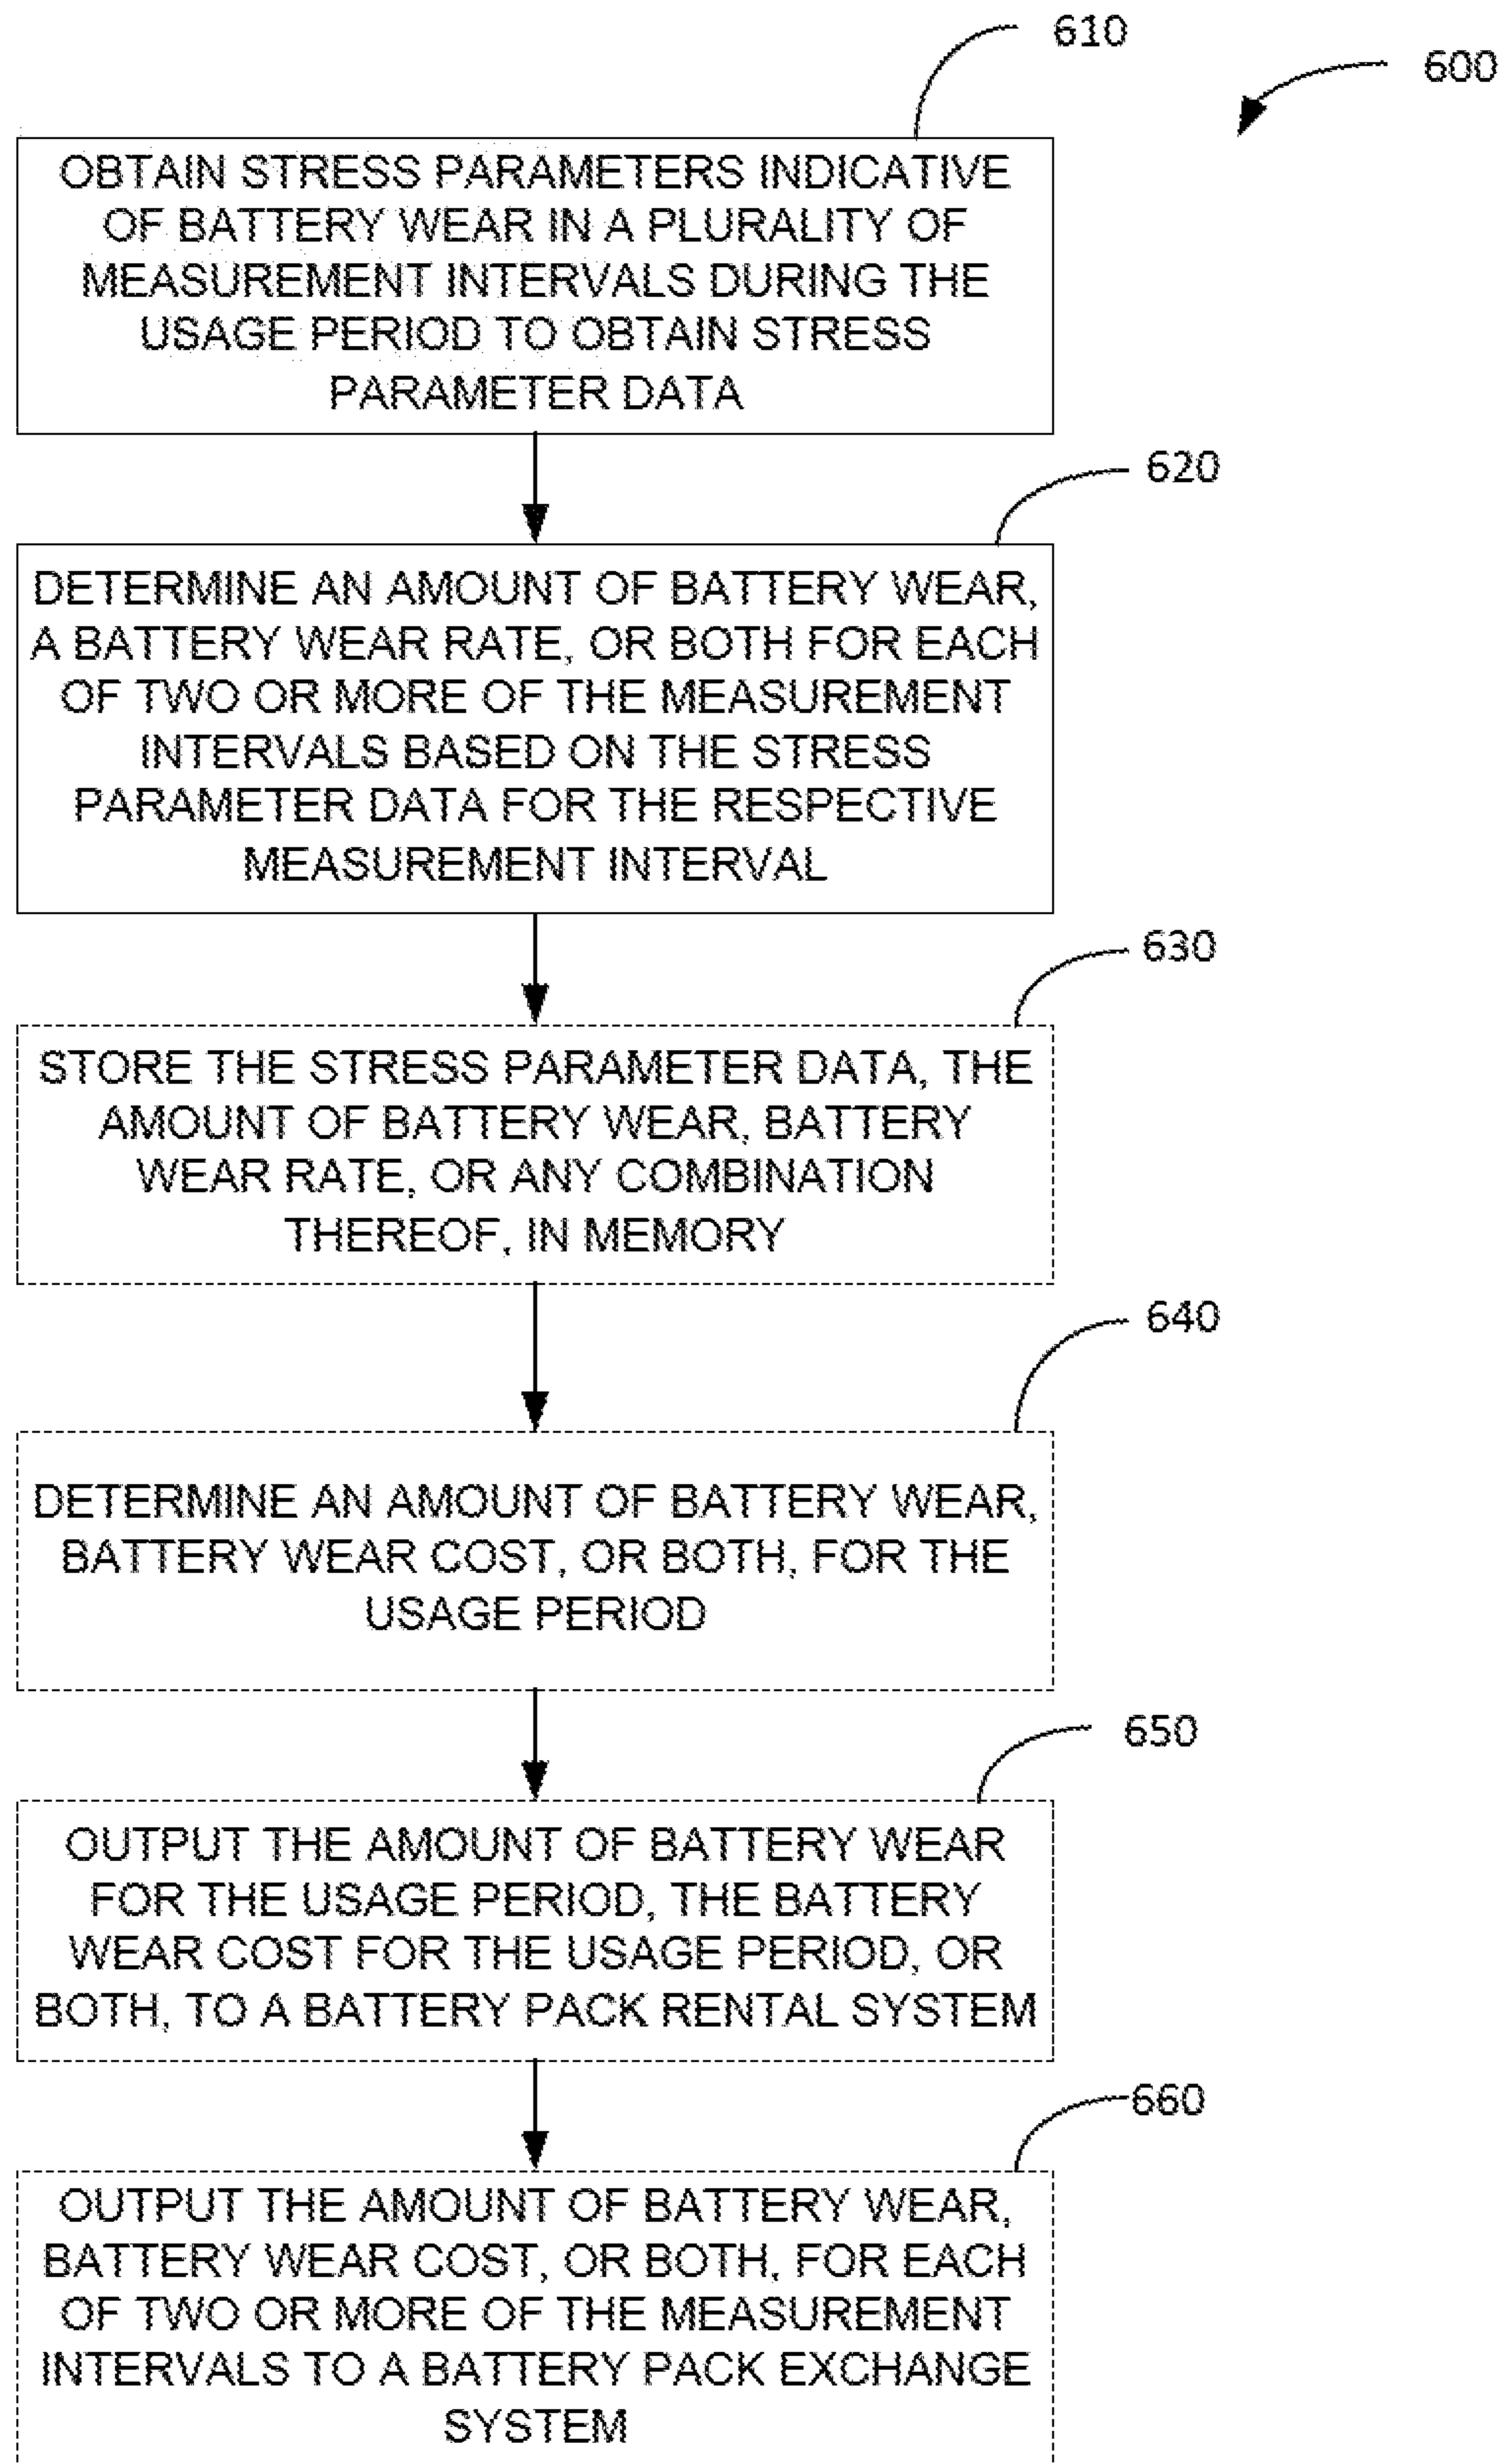 610
600
OBTAIN STRESS PARAMETERS INDICATIVE
OF BATTERY WEAR IN A PLURALITY OF
MEASUREMENT INTERVALS DURING THE
USAGE PERIOD TO OBTAIN STRESS
PARAMETER DATA
620
DETERMINE AN AMOUNT OF BATTERY WEAR,
A BATTERY WEAR RATE, OR BOTH FOR EACH
OF TWO OR MORE OF THE MEASUREMENT
INTERVALS BASED ON THE STRESS
PARAMETER DATA FOR THE RESPECTIVE
MEASUREMENT INTERVAL
630
STORE THE STRESS PARAMETER DATA, THE
AMOUNT OF BATTERY WEAR, BATTERY
WEAR RATE, OR ANY COMBINATION
THEREOF, IN MEMORY
640
DETERMINE AN AMOUNT OF BATTERY WEAR,
BATTERY WEAR COST, OR BOTH, FOR THE
USAGE PERIOD
650
OUTPUT THE AMOUNT OF BATTERY WEAR
FOR THE USAGE PERIOD, THE BATTERY
WEAR COST FOR THE USAGE PERIOD, OR
BOTH, TO A BATTERY PACK RENTAL SYSTEM
660
OUTPUT THE AMOUNT OF BATTERY WEAR,
BATTERY WEAR COST, OR BOTH, FOR EACH
OF TWO OR MORE OF THE MEASUREMENT
INTERVALS TO A BATTERY PACK EXCHANGE
SYSTEM